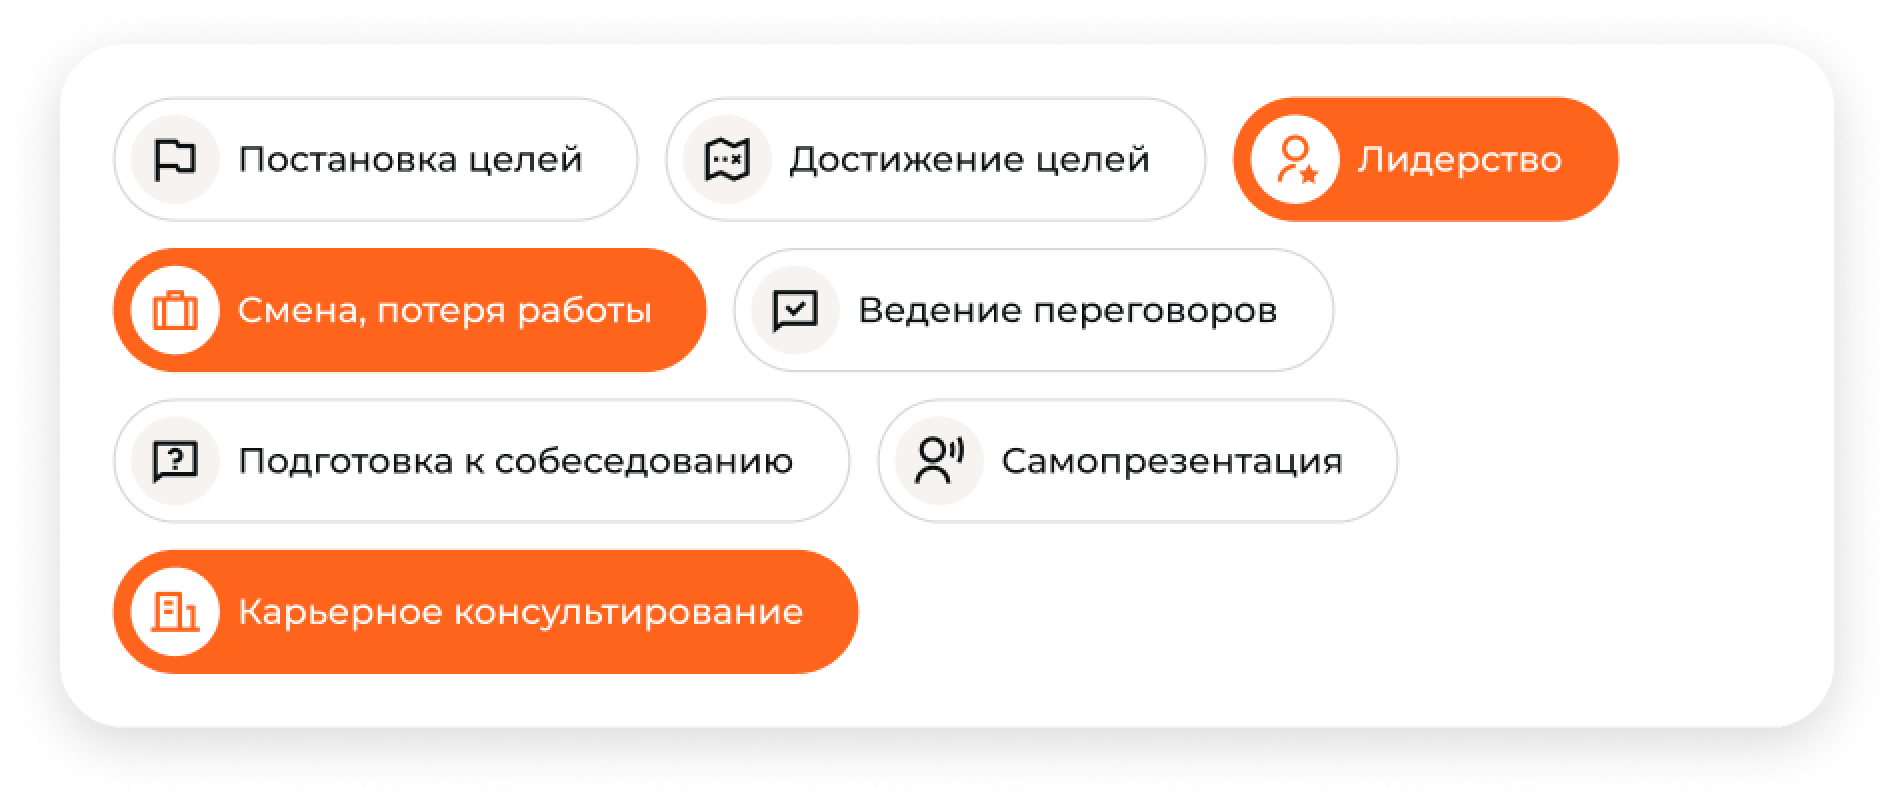 Постановка целей
Достижение целей
Лидерство
Смена, потеря работы
Ведение переговоров
Подготовка к собеседованию
Самопрезентация
Карьерное консультирование